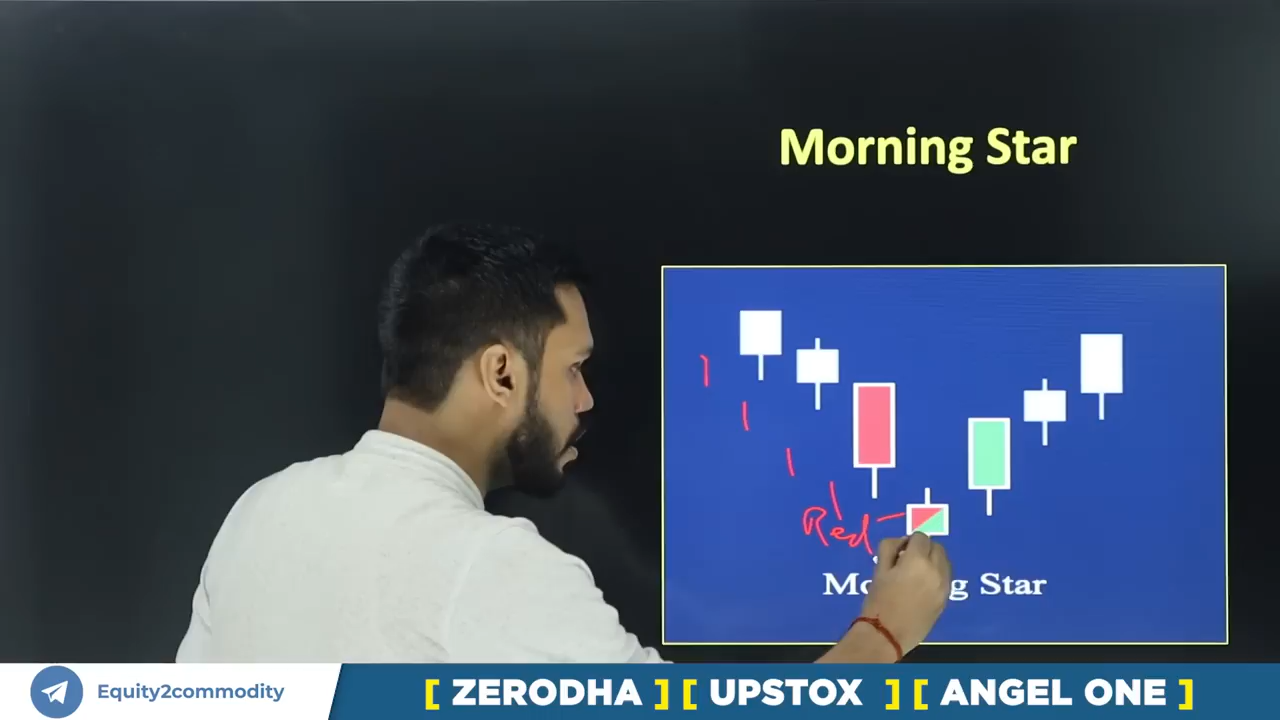 Morning Star
Red
Mo g Star
Equity2commodity
[ ZERODHA ] [ UPSTOX ] [ ANGEL ONE ]